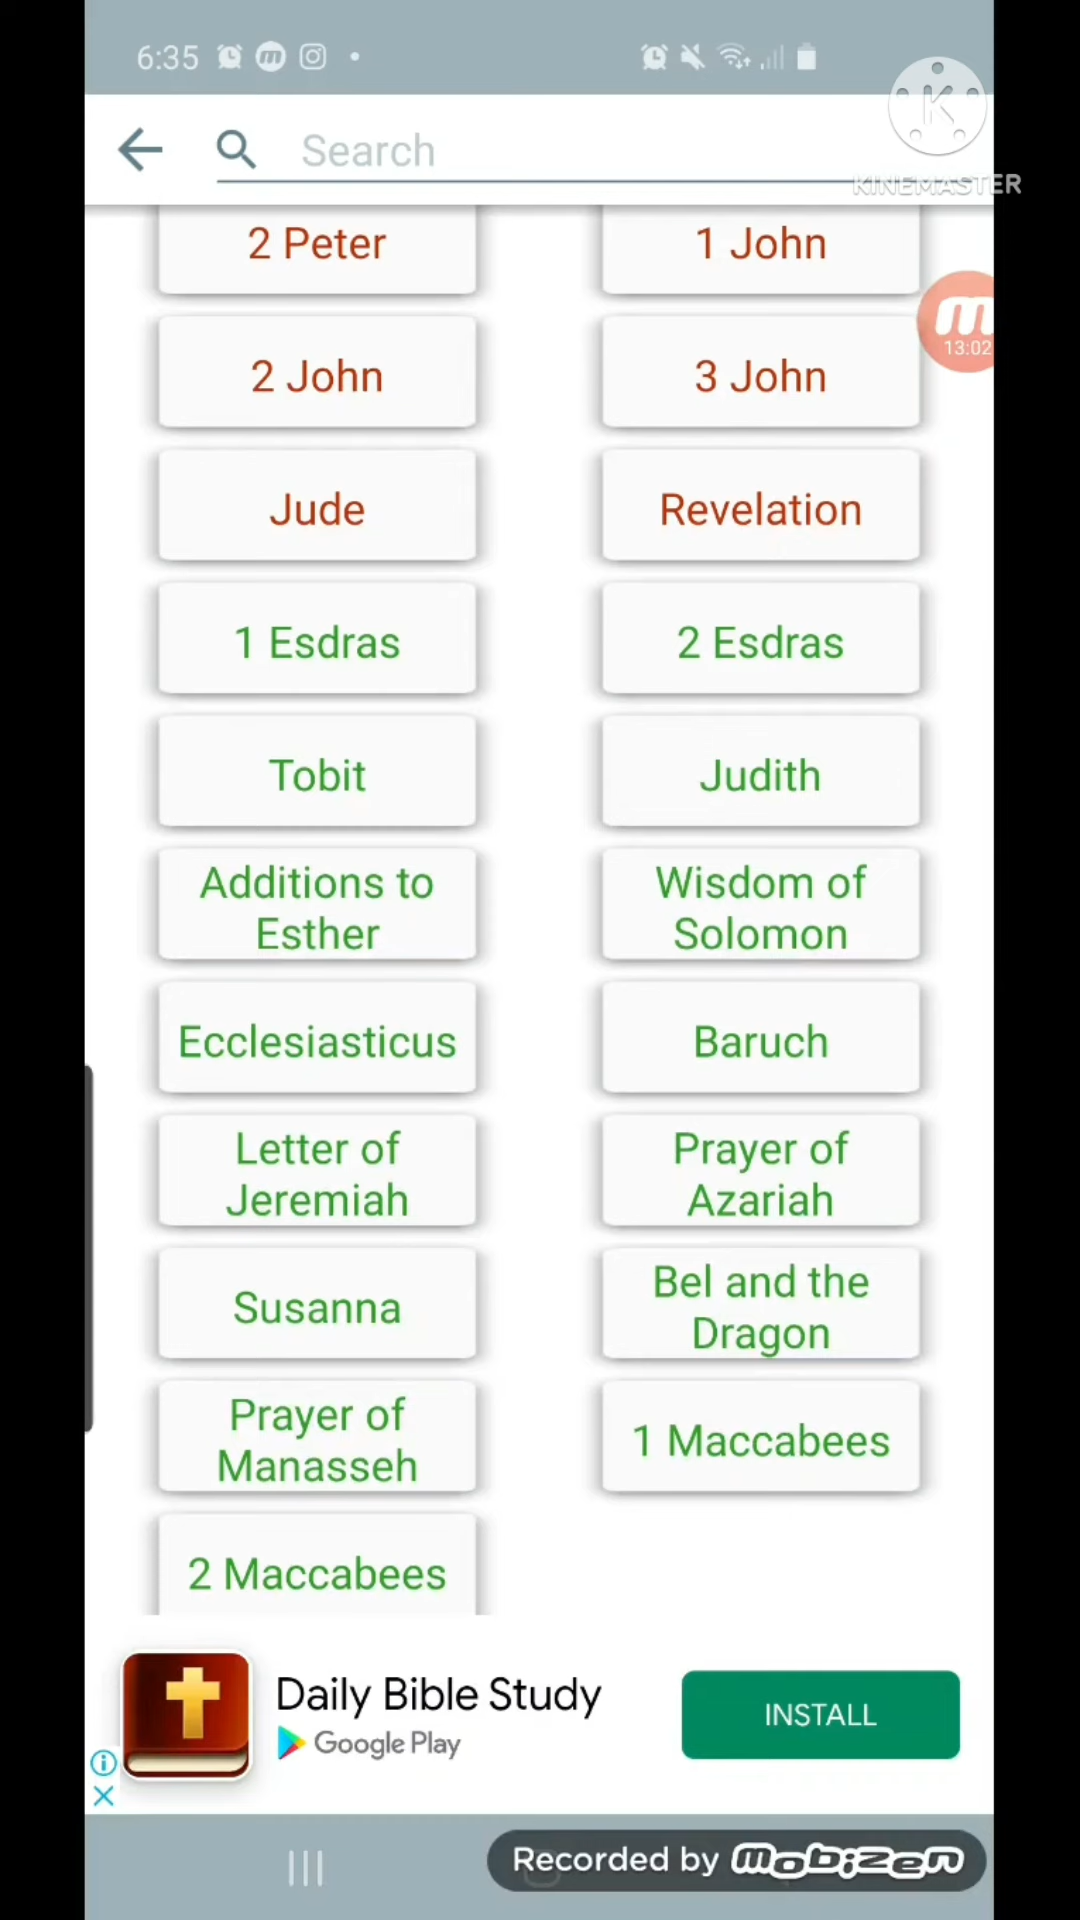 6:35
Search
KINEMASTER
2 Peter
1 John
13:02
2 John
3 John
Jude
Revelation
1 Esdras
2 Esdras
Tobit
Judith
Additions to
Esther
Wisdom of
Solomon
Ecclesiasticus
Baruch
Letter of
Jeremiah
Prayer of
Azariah
Susanna
Bel and the
Dragon
Prayer of
Manasseh
1 Maccabees
2 Maccabees
Daily Bible Study
Google Play
INSTALL
Recorded by mobizen